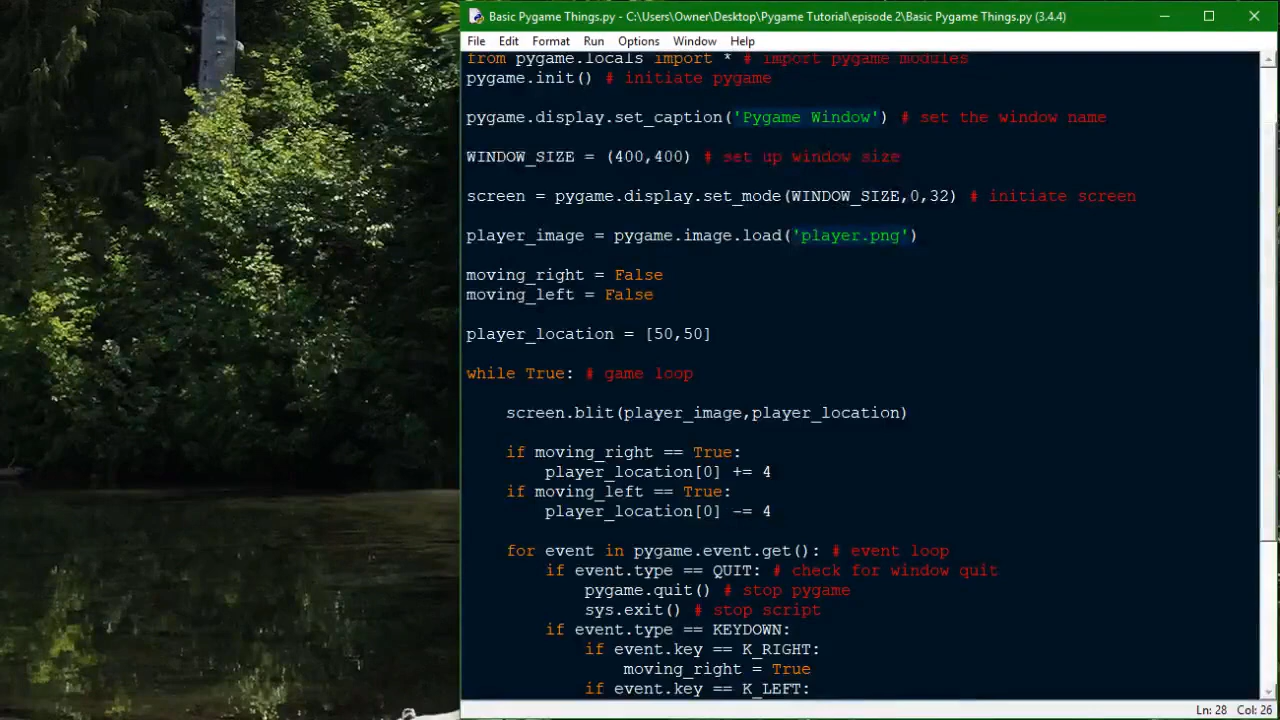 Basic Pygame Things.py - C:\Users\Owner\Desktop\Pygame Tutorial\episode 2\Basic Pygame Things.py (3.4.4)
File Edit Format Run Options Window Help
from pygame.locals import * # import pygame modules
pygame.init() # initiate pygame
pygame.display.set_caption('Pygame Window') # set the window name
WINDOW_SIZE = (400,400) # set up window size
screen = pygame.display.set_mode(WINDOW_SIZE,0,32) # initiate screen
player_image = pygame.image.load('player.png')
moving_right = False
moving_left = False
player_location = [50,50]
while True: # game loop
screen.blit(player_image,player_location)
if moving_right == True:
player_location[0] += 4
if moving_left == True:
player_location[0] -= 4
for event in pygame.event.get(): # event loop
if event.type == QUIT: # check for window quit
pygame.quit() # stop pygame
sys.exit() # stop script
if event.type == KEYDOWN:
if event.key == K_RIGHT:
moving_right = True
if event.key == K_LEFT:
Ln: 28 Col: 26